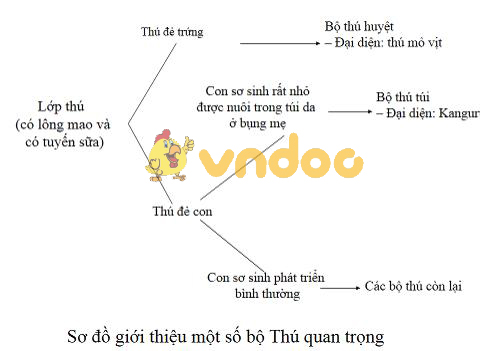 Thú đẻ trứng
Bộ thú huyệt
– Đại diện: thú mỏ vịt
Con sơ sinh rất nhỏ
được nuôi trong túi da
ở bụng mẹ
Bộ thú túi
– Đại diện: Kangur
Lớp thú
(có lông mao và
có tuyến sữa)
vndoc
Thú đẻ con
Con sơ sinh phát triển
bình thường
Các bộ thú còn lại
Sơ đồ giới thiệu một số bộ Thú quan trọng